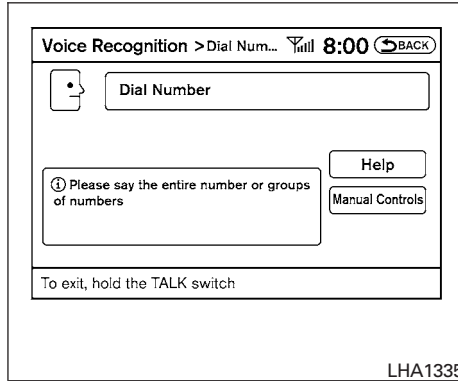 Voice Recognition > Dial Num... 8:00 BACK
Dial Number
Help
ⓘ Please say the entire number or groups
of numbers
Manual Controls
To exit, hold the TALK switch
LHA1335